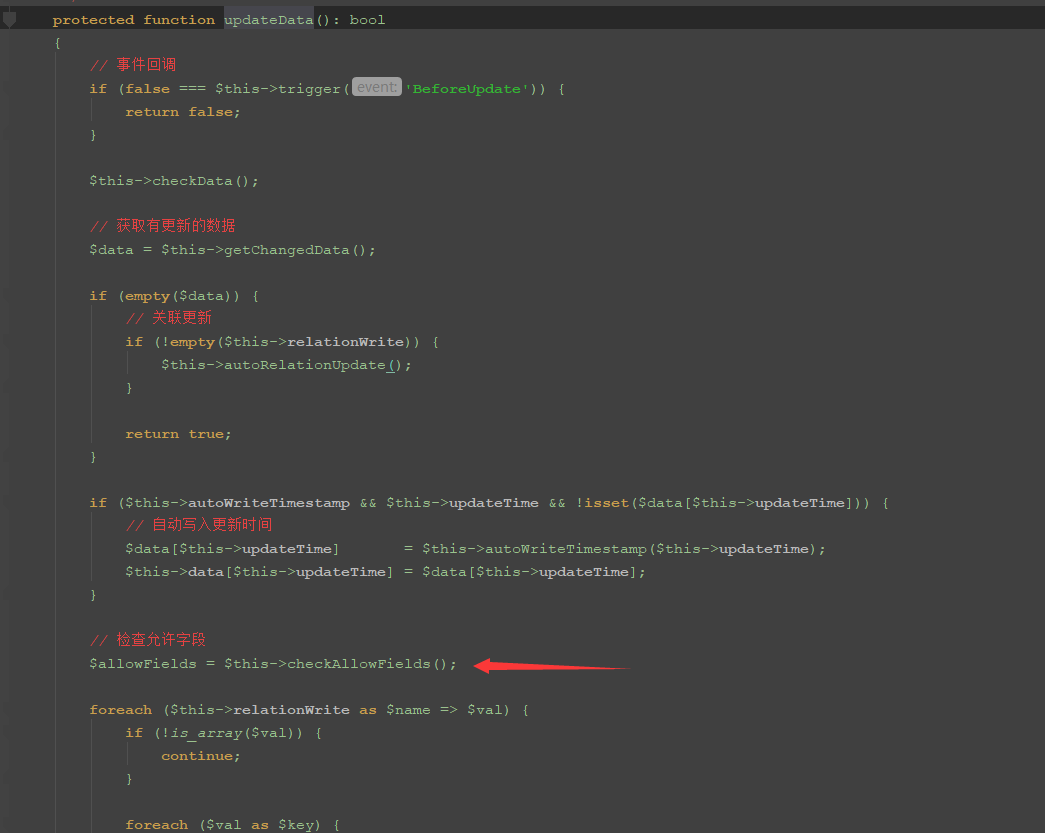 protected function updateData(): bool
{
// 事件回调
if (false === $this->trigger( event: 'BeforeUpdate')) {
return false;
}
$this->checkData();
// 获取有更新的数据
$data = $this->getChangedData();
if (empty($data)) {
// 关联更新
if (!empty($this->relationWrite)) {
$this->autoRelationUpdate();
}
return true;
}
if ($this->autoWriteTimestamp && $this->updateTime && !isset($data[$this->updateTime])) {
// 自动写入更新时间
$data[$this->updateTime] = $this->autoWriteTimestamp($this->updateTime);
$this->data[$this->updateTime] = $data[$this->updateTime];
}
// 检查允许字段
$allowFields = $this->checkAllowFields();
foreach ($this->relationWrite as $name => $val) {
if (!is_array($val)) {
continue;
}
foreach ($val as $key) {